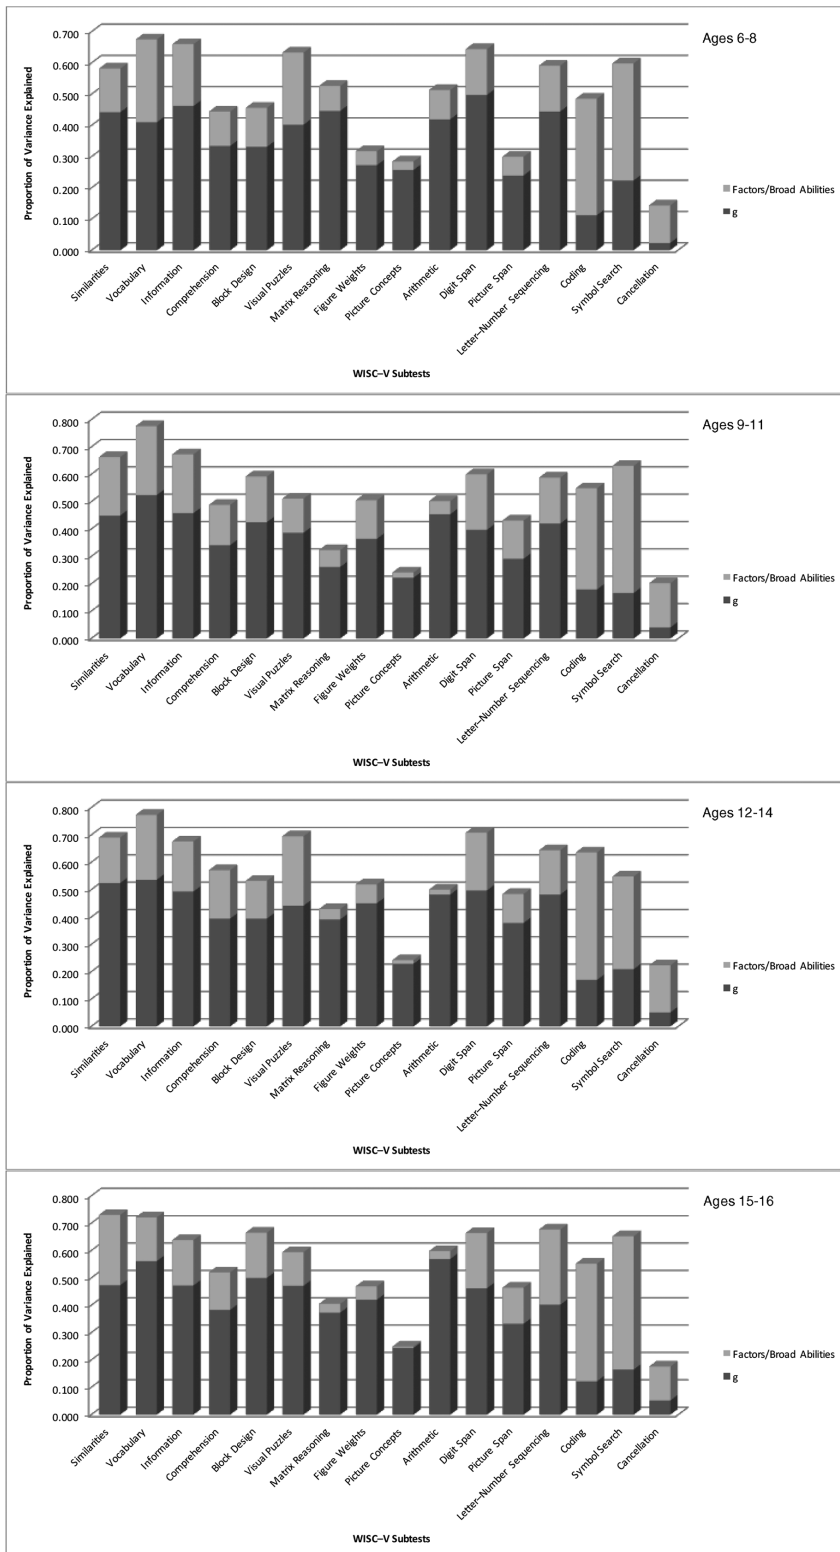 Ages 6-8
Proportion of Variance Explained
0.700
0.600
0.500
0.400
0.300
0.200
0.100
0.000
Factors/Broad Abilities
g
Similarities
Vocabulary
Information
Comprehension
Block Design
Visual Puzzles
Matrix Reasoning
Figure Weights
Picture Concepts
Arithmetic
Digit Span
Picture Span
Letter–Number Sequencing
Coding
Symbol Search
Cancellation
WISC–V Subtests
Ages 9-11
Proportion of Variance Explained
0.800
0.700
0.600
0.500
0.400
0.300
0.200
0.100
0.000
Factors/Broad Abilities
g
Similarities
Vocabulary
Information
Comprehension
Block Design
Visual Puzzles
Matrix Reasoning
Figure Weights
Picture Concepts
Arithmetic
Digit Span
Picture Span
Letter–Number Sequencing
Coding
Symbol Search
Cancellation
WISC–V Subtests
Ages 12-14
Proportion of Variance Explained
0.800
0.700
0.600
0.500
0.400
0.300
0.200
0.100
0.000
Factors/Broad Abilities
g
Similarities
Vocabulary
Information
Comprehension
Block Design
Visual Puzzles
Matrix Reasoning
Figure Weights
Picture Concepts
Arithmetic
Digit Span
Picture Span
Letter–Number Sequencing
Coding
Symbol Search
Cancellation
WISC–V Subtests
Ages 15-16
Proportion of Variance Explained
0.800
0.700
0.600
0.500
0.400
0.300
0.200
0.100
0.000
Factors/Broad Abilities
g
Similarities
Vocabulary
Information
Comprehension
Block Design
Visual Puzzles
Matrix Reasoning
Figure Weights
Picture Concepts
Arithmetic
Digit Span
Picture Span
Letter–Number Sequencing
Coding
Symbol Search
Cancellation
WISC–V Subtests